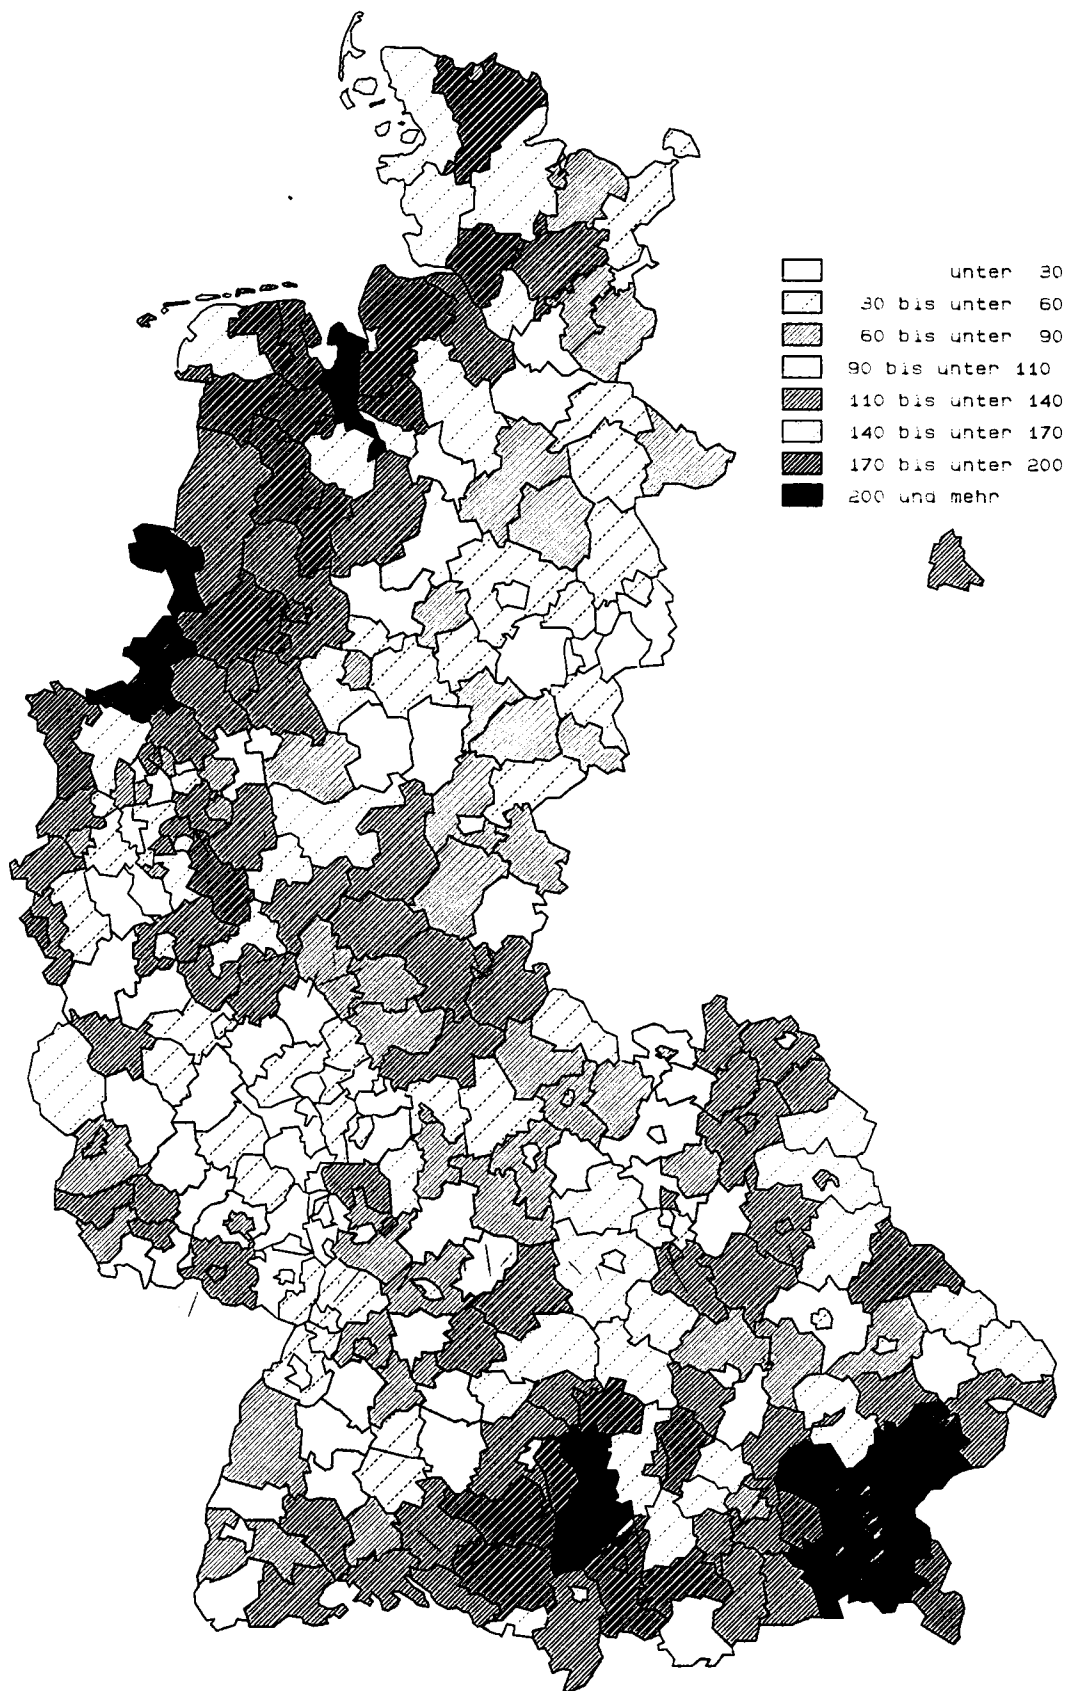 unter 30
30 bis unter 60
60 bis unter 90
90 bis unter 110
110 bis unter 140
140 bis unter 170
170 bis unter 200
200 und mehr